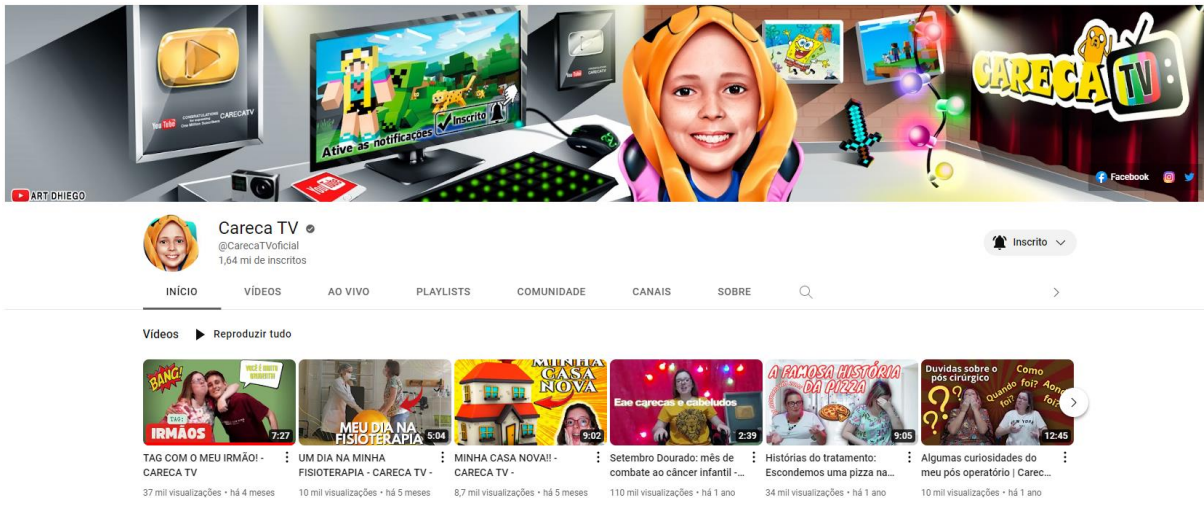 YouTube
CONGRATULATIONS
CARECATV
YouTube
Ative as notificações
Inscrito
YouTube
CARECA TV
ART DHIEGO
Facebook
Careca TV
@CarecaTVoficial
1,64 mi de inscritos
Inscrito
INÍCIO VÍDEOS AO VIVO PLAYLISTS COMUNIDADE CANAIS SOBRE
Vídeos Reproduzir tudo
BANG!
VOCÊ É MUITO
TAG:
IRMÃOS
7:27
MEU DIA NA
FISIOTERAPIA
5:04
MINHA
CASA
NOVA
9:02
Eae carecas e cabeludos
2:39
A FAMOSA HISTÓRIA
DA PIZZA
9:05
Duvidas sobre o
pós cirúrgico
Como
Quando foi? Aonde
foi?
12:45
TAG COM O MEU IRMÃO! -
CARECA TV
37 mil visualizações • há 4 meses
UM DIA NA MINHA
FISIOTERAPIA - CARECA TV -
10 mil visualizações • há 5 meses
MINHA CASA NOVA!! -
CARECA TV -
8,7 mil visualizações • há 5 meses
Setembro Dourado: mês de
combate ao câncer infantil -...
110 mil visualizações • há 1 ano
Histórias do tratamento:
Escondemos uma pizza na...
34 mil visualizações • há 1 ano
Algumas curiosidades do
meu pós operatório | Carec...
10 mil visualizações • há 1 ano